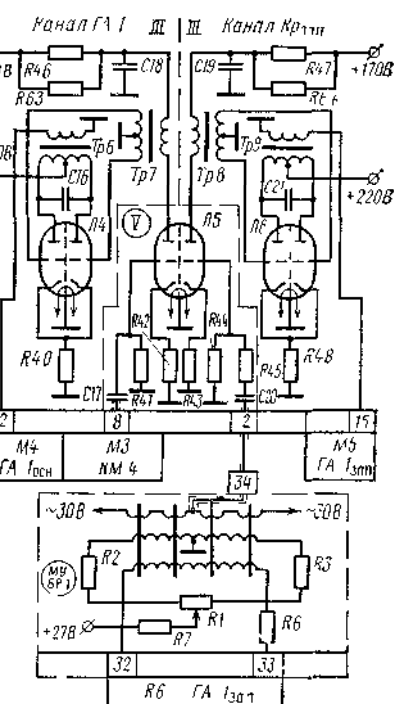 Канал ГА I III III Канал Кр
R46 C18 C19 R47
+170В
R63
Тр6 Тр7 Тр8 Тр9
C16 C21
+220В
Л4 V Л5 Л6
R42 R44
R40 C17 R41 R43 R45 R48
8 2 15
М4 М3 М5
ГА Iосн NM 4 ГА Iзап
34
~30В ~30В
R2 R3
МУ
БР1
R1
+27В R7 R6
32 33
R6 ГА Iзап